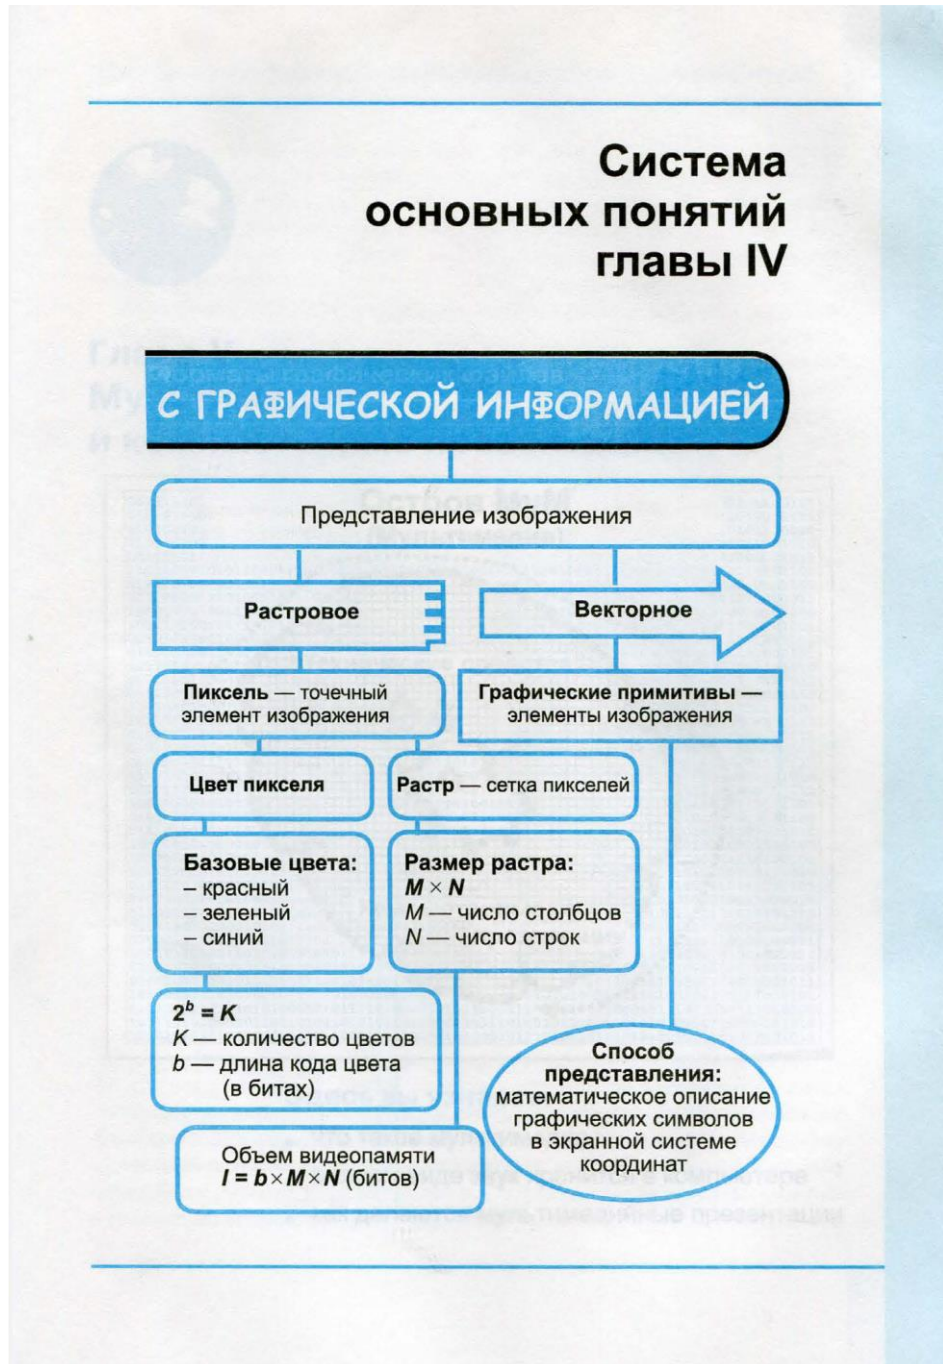 Система
основных понятий
главы IV
С ГРАФИЧЕСКОЙ ИНФОРМАЦИЕЙ
Представление изображения
Растровое
Векторное
Пиксель — точечный
элемент изображения
Графические примитивы —
элементы изображения
Цвет пикселя
Растр — сетка пикселей
Базовые цвета:
– красный
– зеленый
– синий
Размер растра:
M × N
M — число столбцов
N — число строк
2^b = K
K — количество цветов
b — длина кода цвета
(в битах)
Способ
представления:
математическое описание
графических символов
в экранной системе
координат
Объем видеопамяти
I = b × M × N (битов)